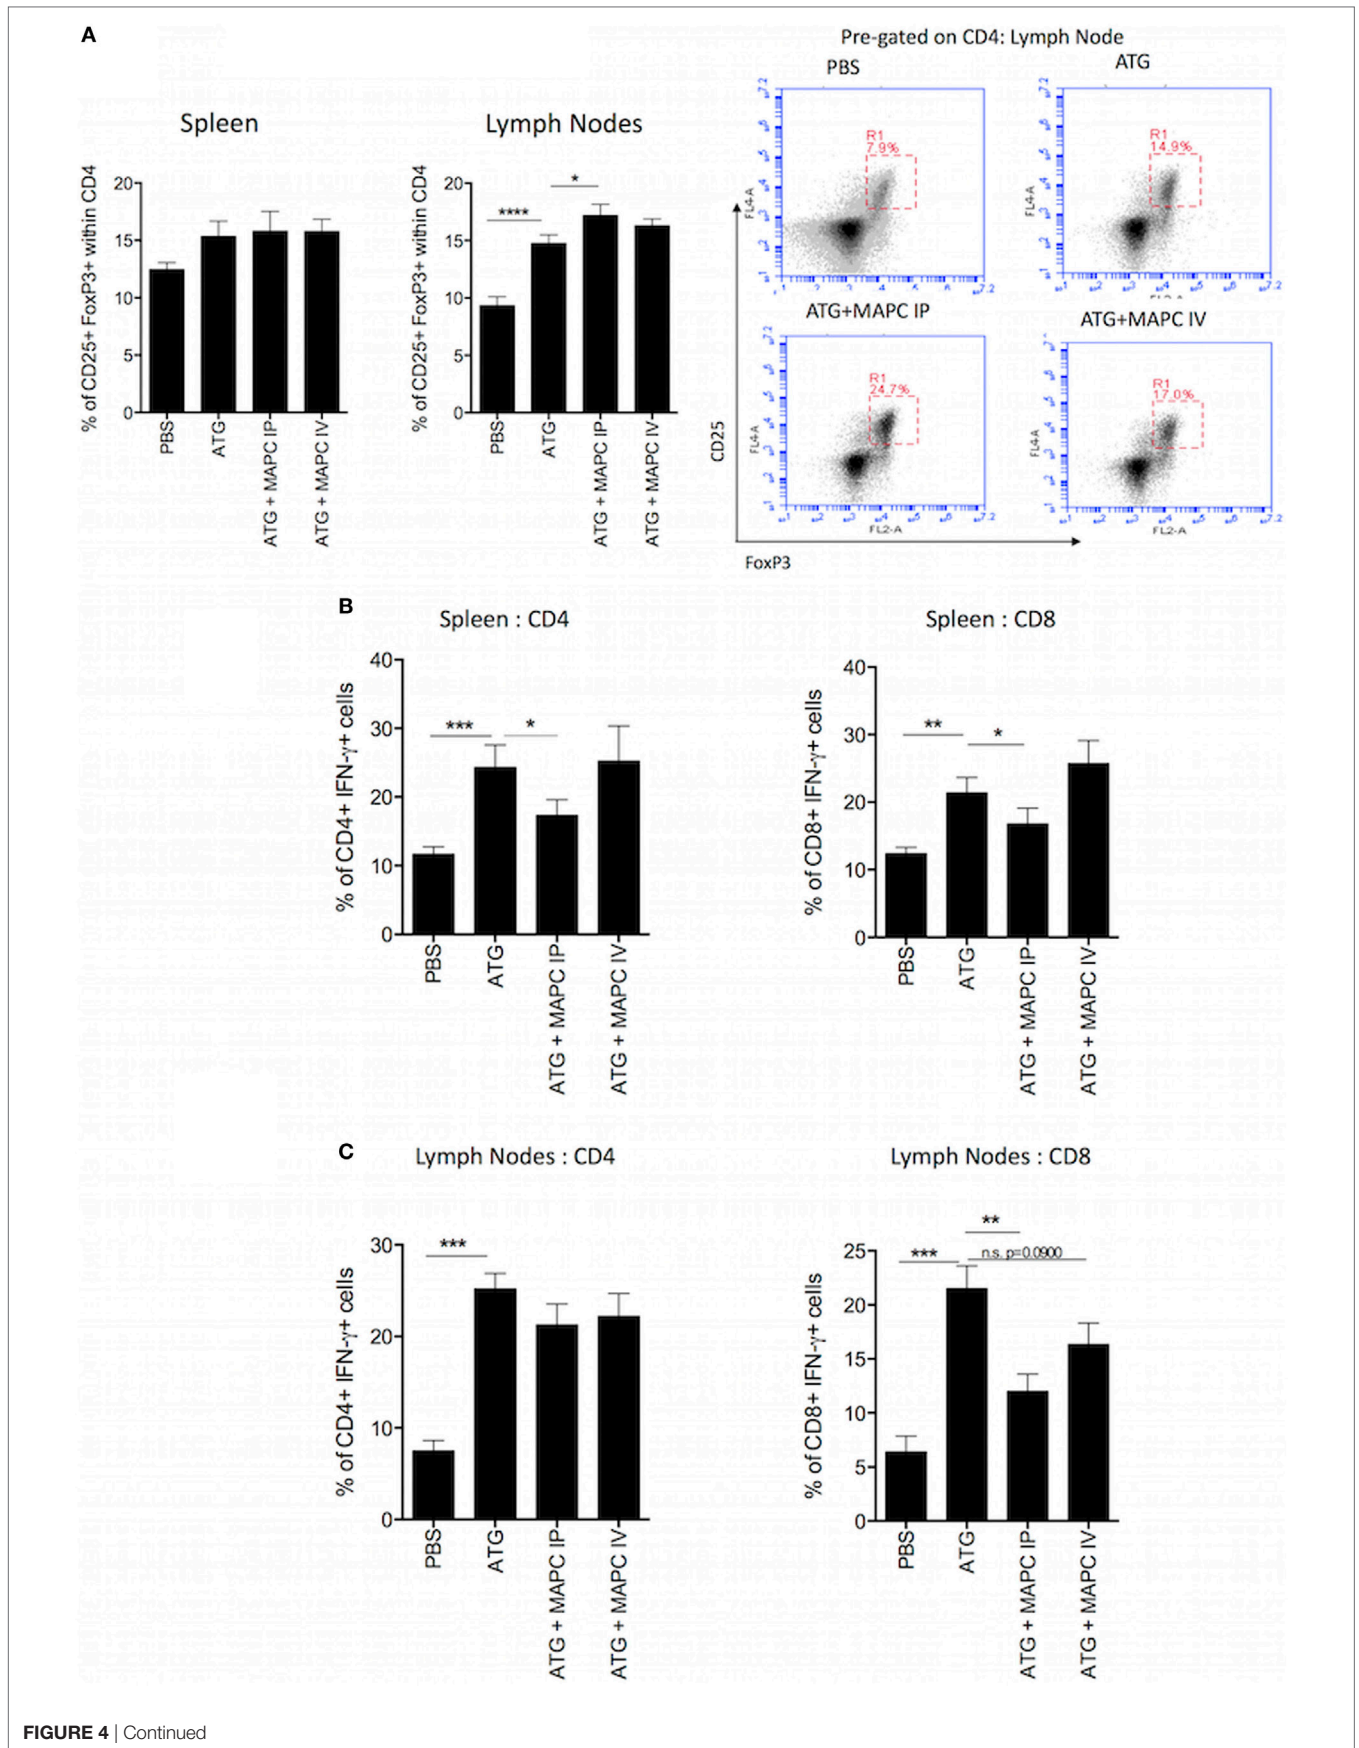 A
Pre-gated on CD4: Lymph Node
PBS
ATG
Spleen
Lymph Nodes
% of CD25+ FoxP3+ within CD4
20
15
10
5
0
PBS
ATG
ATG + MAPC IP
ATG + MAPC IV
% of CD25+ FoxP3+ within CD4
20
15
10
5
0
****
*
PBS
ATG
ATG + MAPC IP
ATG + MAPC IV
R1
7.9%
FL4-A
R1
14.9%
FL4-A
ATG+MAPC IP
ATG+MAPC IV
R1
24.7%
FL4-A
FL2-A
R1
17.0%
FL4-A
FL2-A
CD25
FoxP3
B
Spleen : CD4
% of CD4+ IFN-γ+ cells
40
30
20
10
0
***
*
PBS
ATG
ATG + MAPC IP
ATG + MAPC IV
Spleen : CD8
% of CD8+ IFN-γ+ cells
40
30
20
10
0
**
*
PBS
ATG
ATG + MAPC IP
ATG + MAPC IV
C
Lymph Nodes : CD4
% of CD4+ IFN-γ+ cells
30
20
10
0
***
PBS
ATG
ATG + MAPC IP
ATG + MAPC IV
Lymph Nodes : CD8
% of CD8+ IFN-γ+ cells
25
20
15
10
5
0
***
**
n.s. p=0.0900
PBS
ATG
ATG + MAPC IP
ATG + MAPC IV
FIGURE 4 | Continued